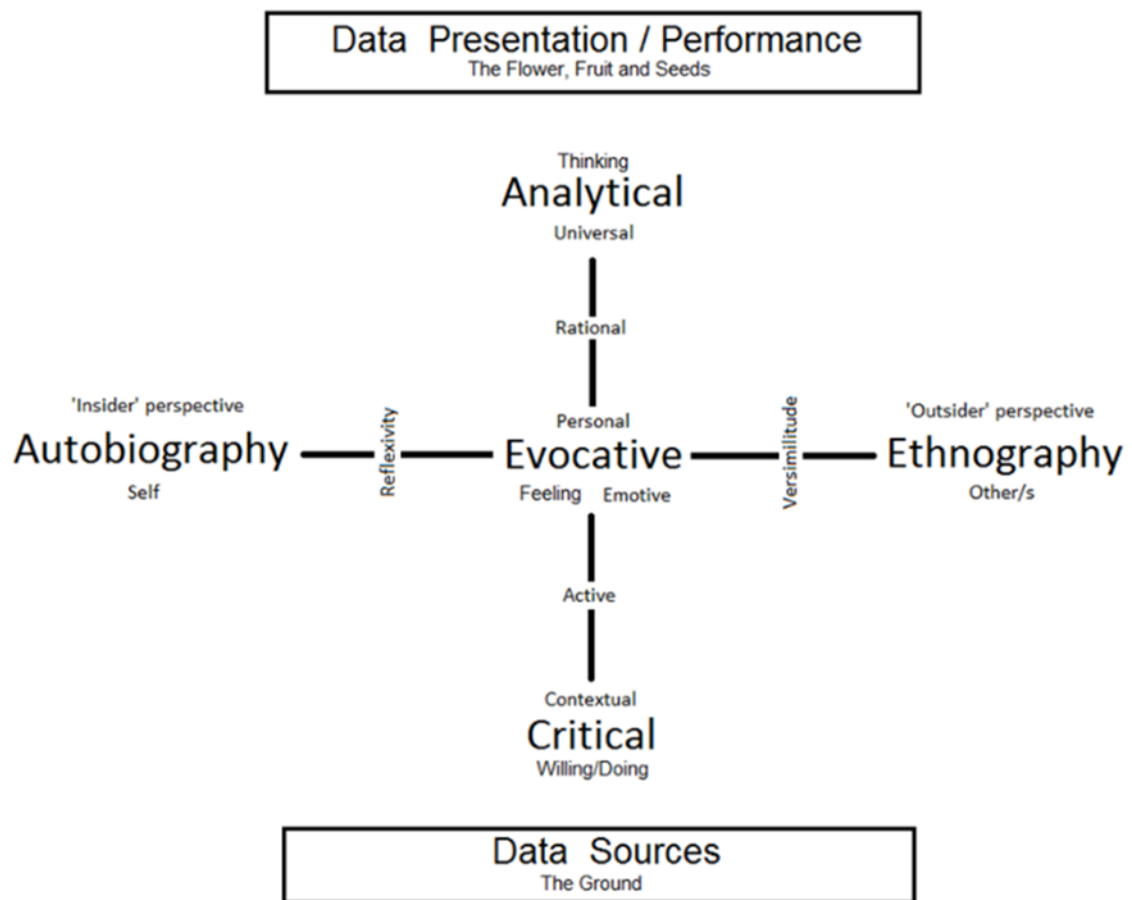 Data Presentation / Performance
The Flower, Fruit and Seeds
Thinking
Analytical
Universal
Rational
'Insider' perspective
Autobiography
Self
Reflexivity
Personal
Evocative
Feeling Emotive
Versimilitude
'Outsider' perspective
Ethnography
Other/s
Active
Contextual
Critical
Willing/Doing
Data Sources
The Ground